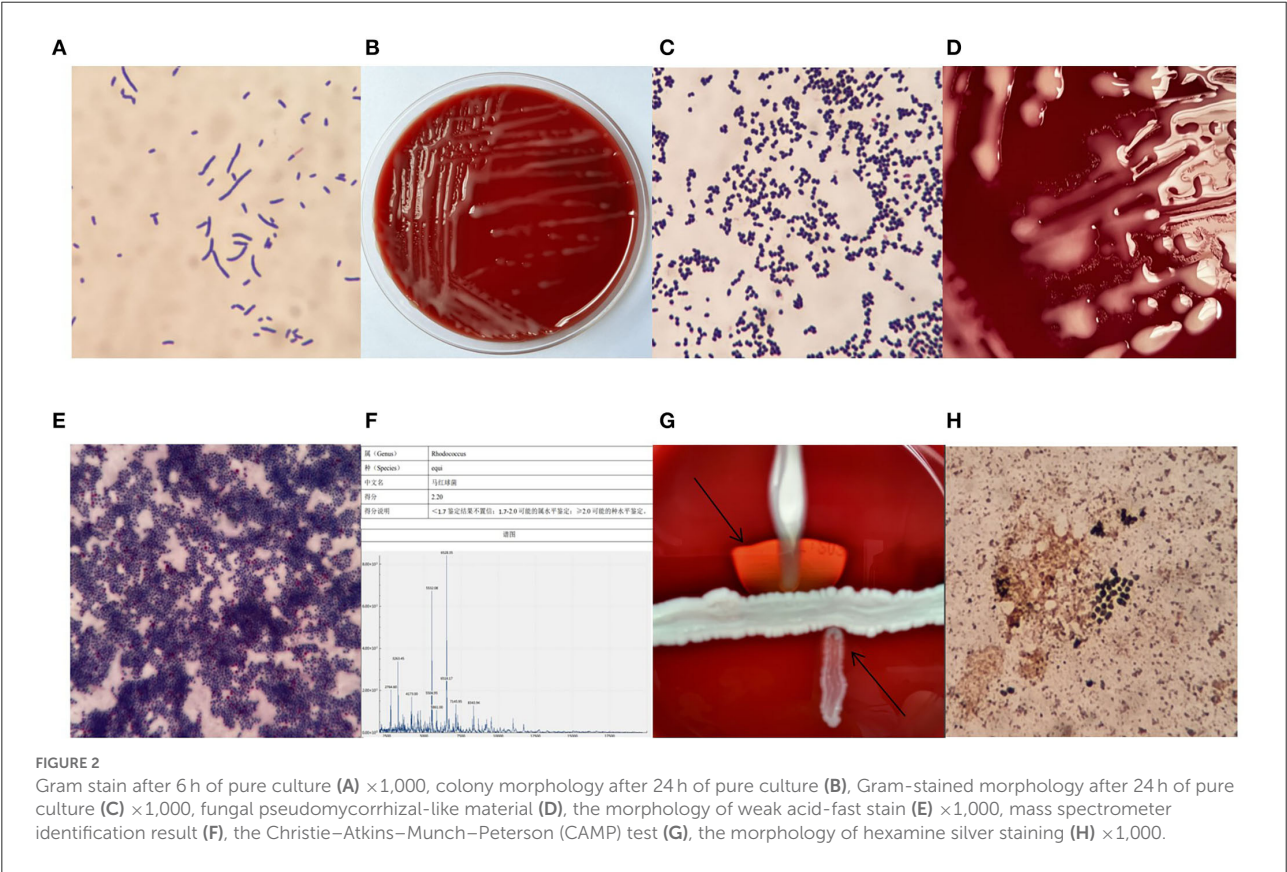 A
B
C
D
E
F
G
H
属（Genus） Rhodococcus
种（Species） equi
中文名 马红球菌
得分 2.20
得分说明 <1.7 鉴定结果不置信；1.7-2.0 可能的属水平鉴定；≥2.0 可能的种水平鉴定。
谱图
FIGURE 2
Gram stain after 6 h of pure culture (A) ×1,000, colony morphology after 24 h of pure culture (B), Gram-stained morphology after 24 h of pure
culture (C) ×1,000, fungal pseudomycorrhizal-like material (D), the morphology of weak acid-fast stain (E) ×1,000, mass spectrometer
identification result (F), the Christie–Atkins–Munch–Peterson (CAMP) test (G), the morphology of hexamine silver staining (H) ×1,000.